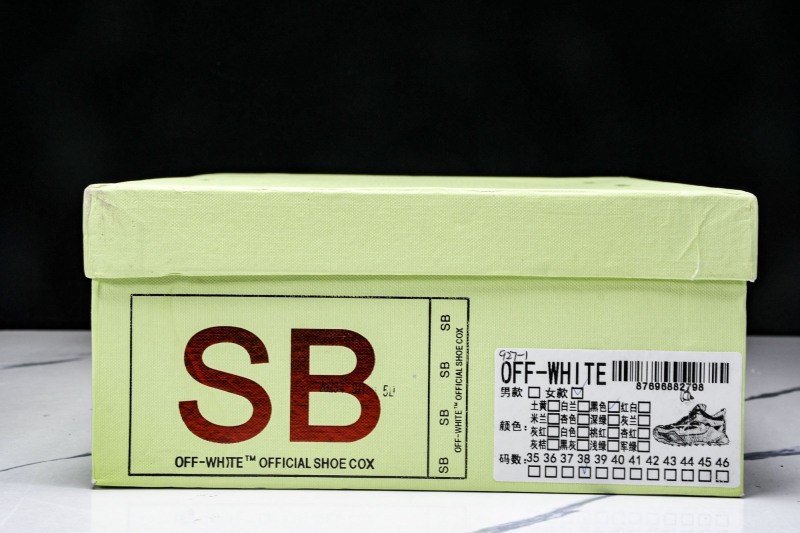 SB
OFF-WHITE™ OFFICIAL SHOE COX
SB
SB
SB
SB
OFF-WHITE™ OFFICIAL SHOE COX
927-1
OFF-WHITE
87696882798
男款 女款
颜色:
土黄 白兰 黑色 红白
米兰 杏色 深绿 灰兰
灰红 白色 桃红 杏红
灰桔 黑灰 浅绿 军绿
码数: 35 36 37 38 39 40 41 42 43 44 45 46